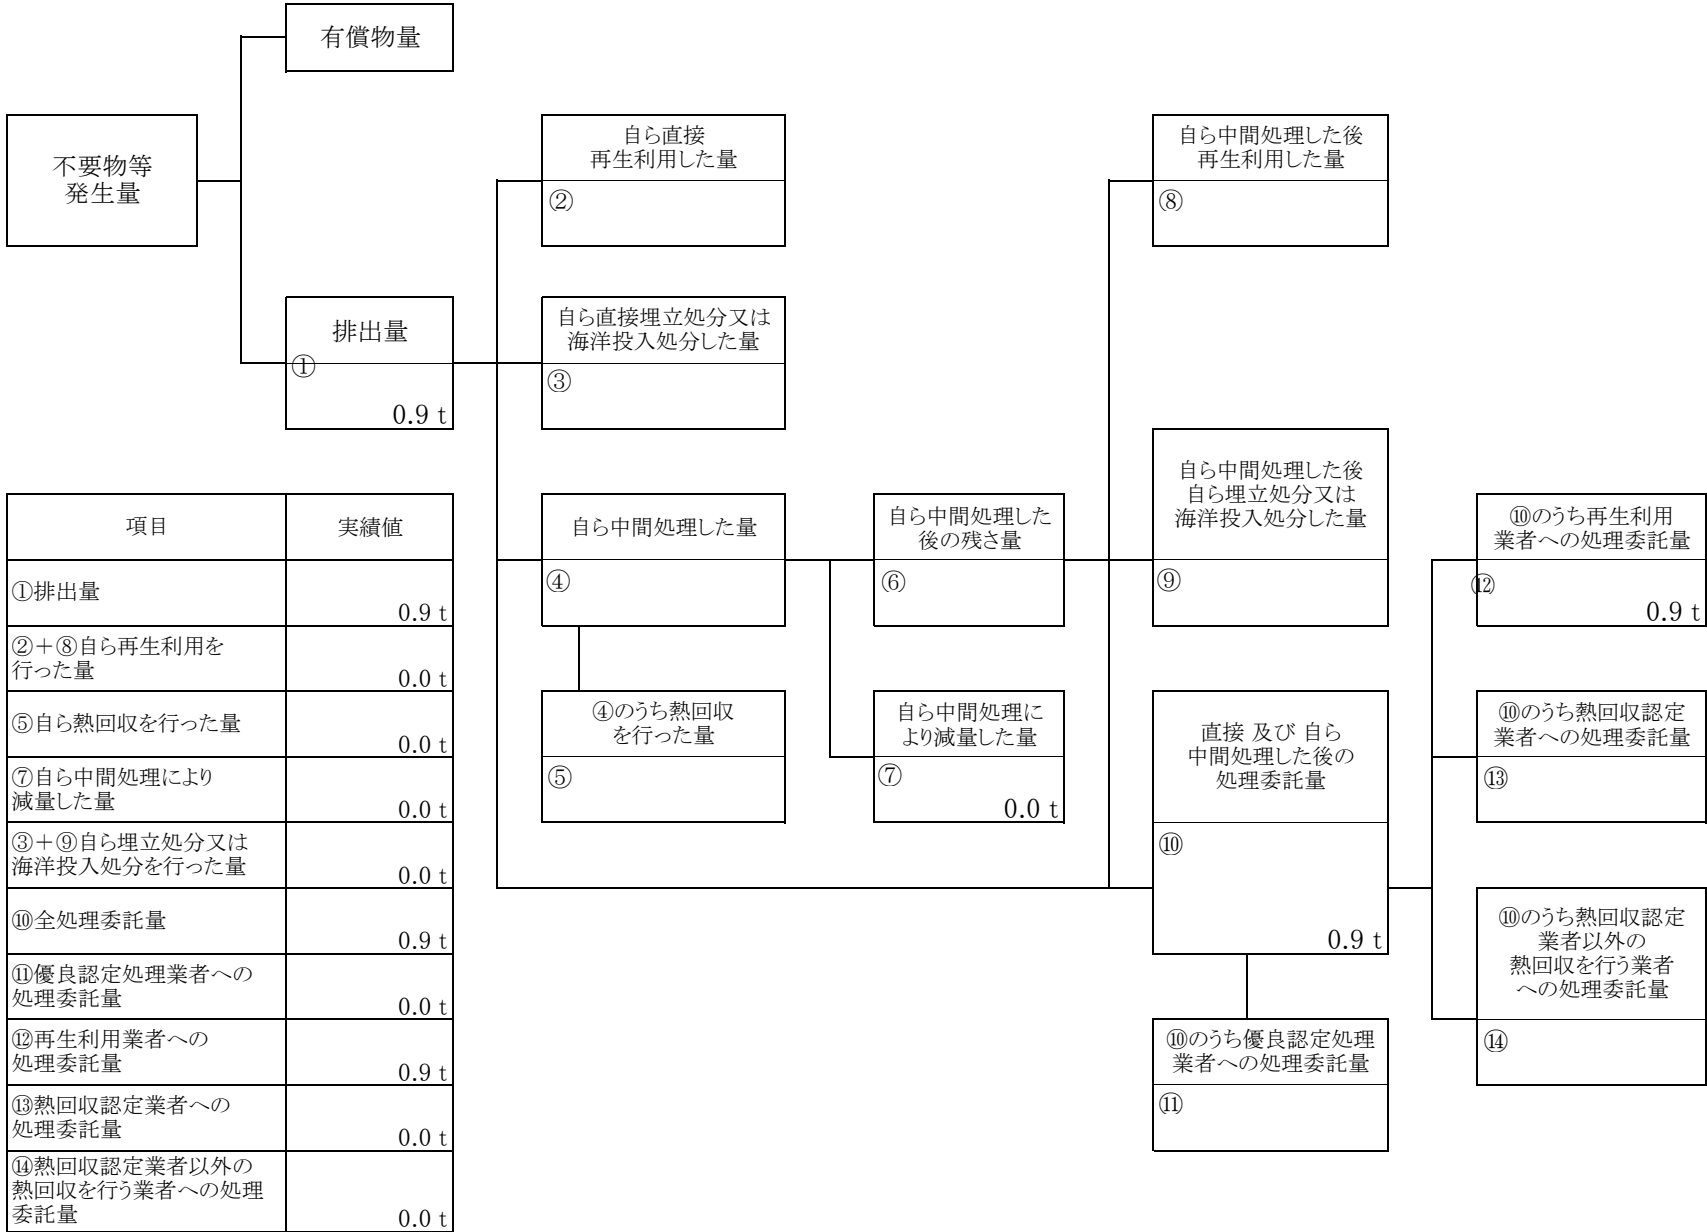 有償物量
不要物等
発生量
自ら直接
再生利用した量
②
自ら中間処理した後
再生利用した量
⑧
排出量
①
0.9 t
自ら直接埋立処分又は
海洋投入処分した量
③
自ら中間処理した量
④
自ら中間処理した
後の残さ量
⑥
自ら中間処理した後
自ら埋立処分又は
海洋投入処分した量
⑨
⑩のうち再生利用
業者への処理委託量
⑫
0.9 t
④のうち熱回収
を行った量
⑤
自ら中間処理に
より減量した量
⑦
0.0 t
直接 及び 自ら
中間処理した後の
処理委託量
⑩
0.9 t
⑩のうち熱回収認定
業者への処理委託量
⑬
⑩のうち熱回収認定
業者以外の
熱回収を行う業者
への処理委託量
⑭
⑩のうち優良認定処理
業者への処理委託量
⑪
項目 実績値
①排出量
0.9 t
②＋⑧自ら再生利用を
行った量
0.0 t
⑤自ら熱回収を行った量
0.0 t
⑦自ら中間処理により
減量した量
0.0 t
③＋⑨自ら埋立処分又は
海洋投入処分を行った量
0.0 t
⑩全処理委託量
0.9 t
⑪優良認定処理業者への
処理委託量
0.0 t
⑫再生利用業者への
処理委託量
0.9 t
⑬熱回収認定業者への
処理委託量
0.0 t
⑭熱回収認定業者以外の
熱回収を行う業者への処理
委託量
0.0 t